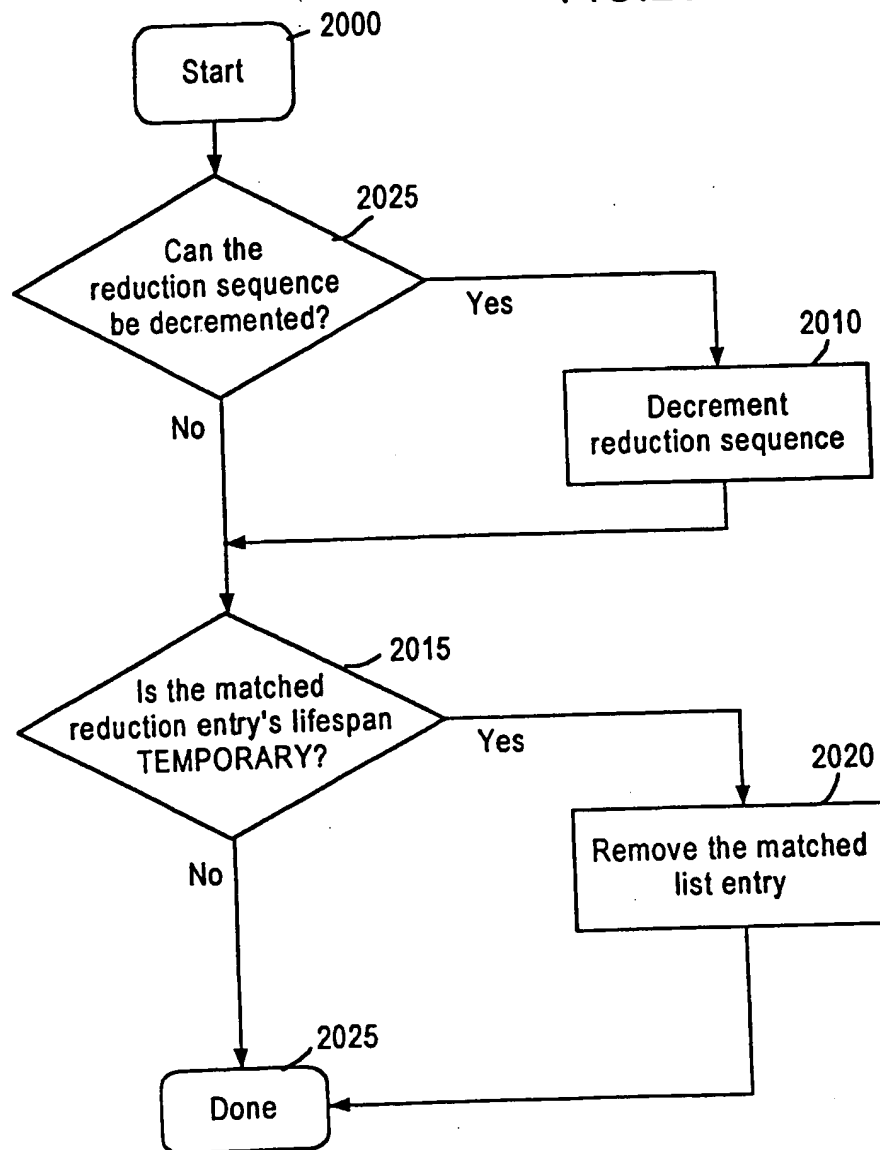 2000
Start
2025
Can the
reduction sequence
be decremented?
Yes
2010
Decrement
reduction sequence
No
2015
Is the matched
reduction entry's lifespan
TEMPORARY?
Yes
2020
Remove the matched
list entry
No
2025
Done